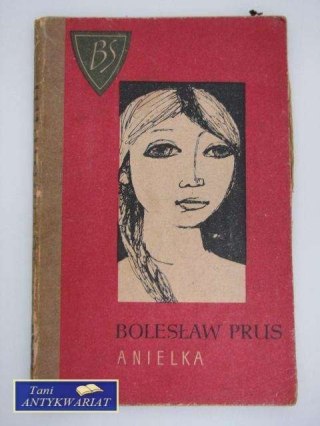 BS
BOLESŁAW PRUS
ANIELKA
Tani
ANTYKWARIAT